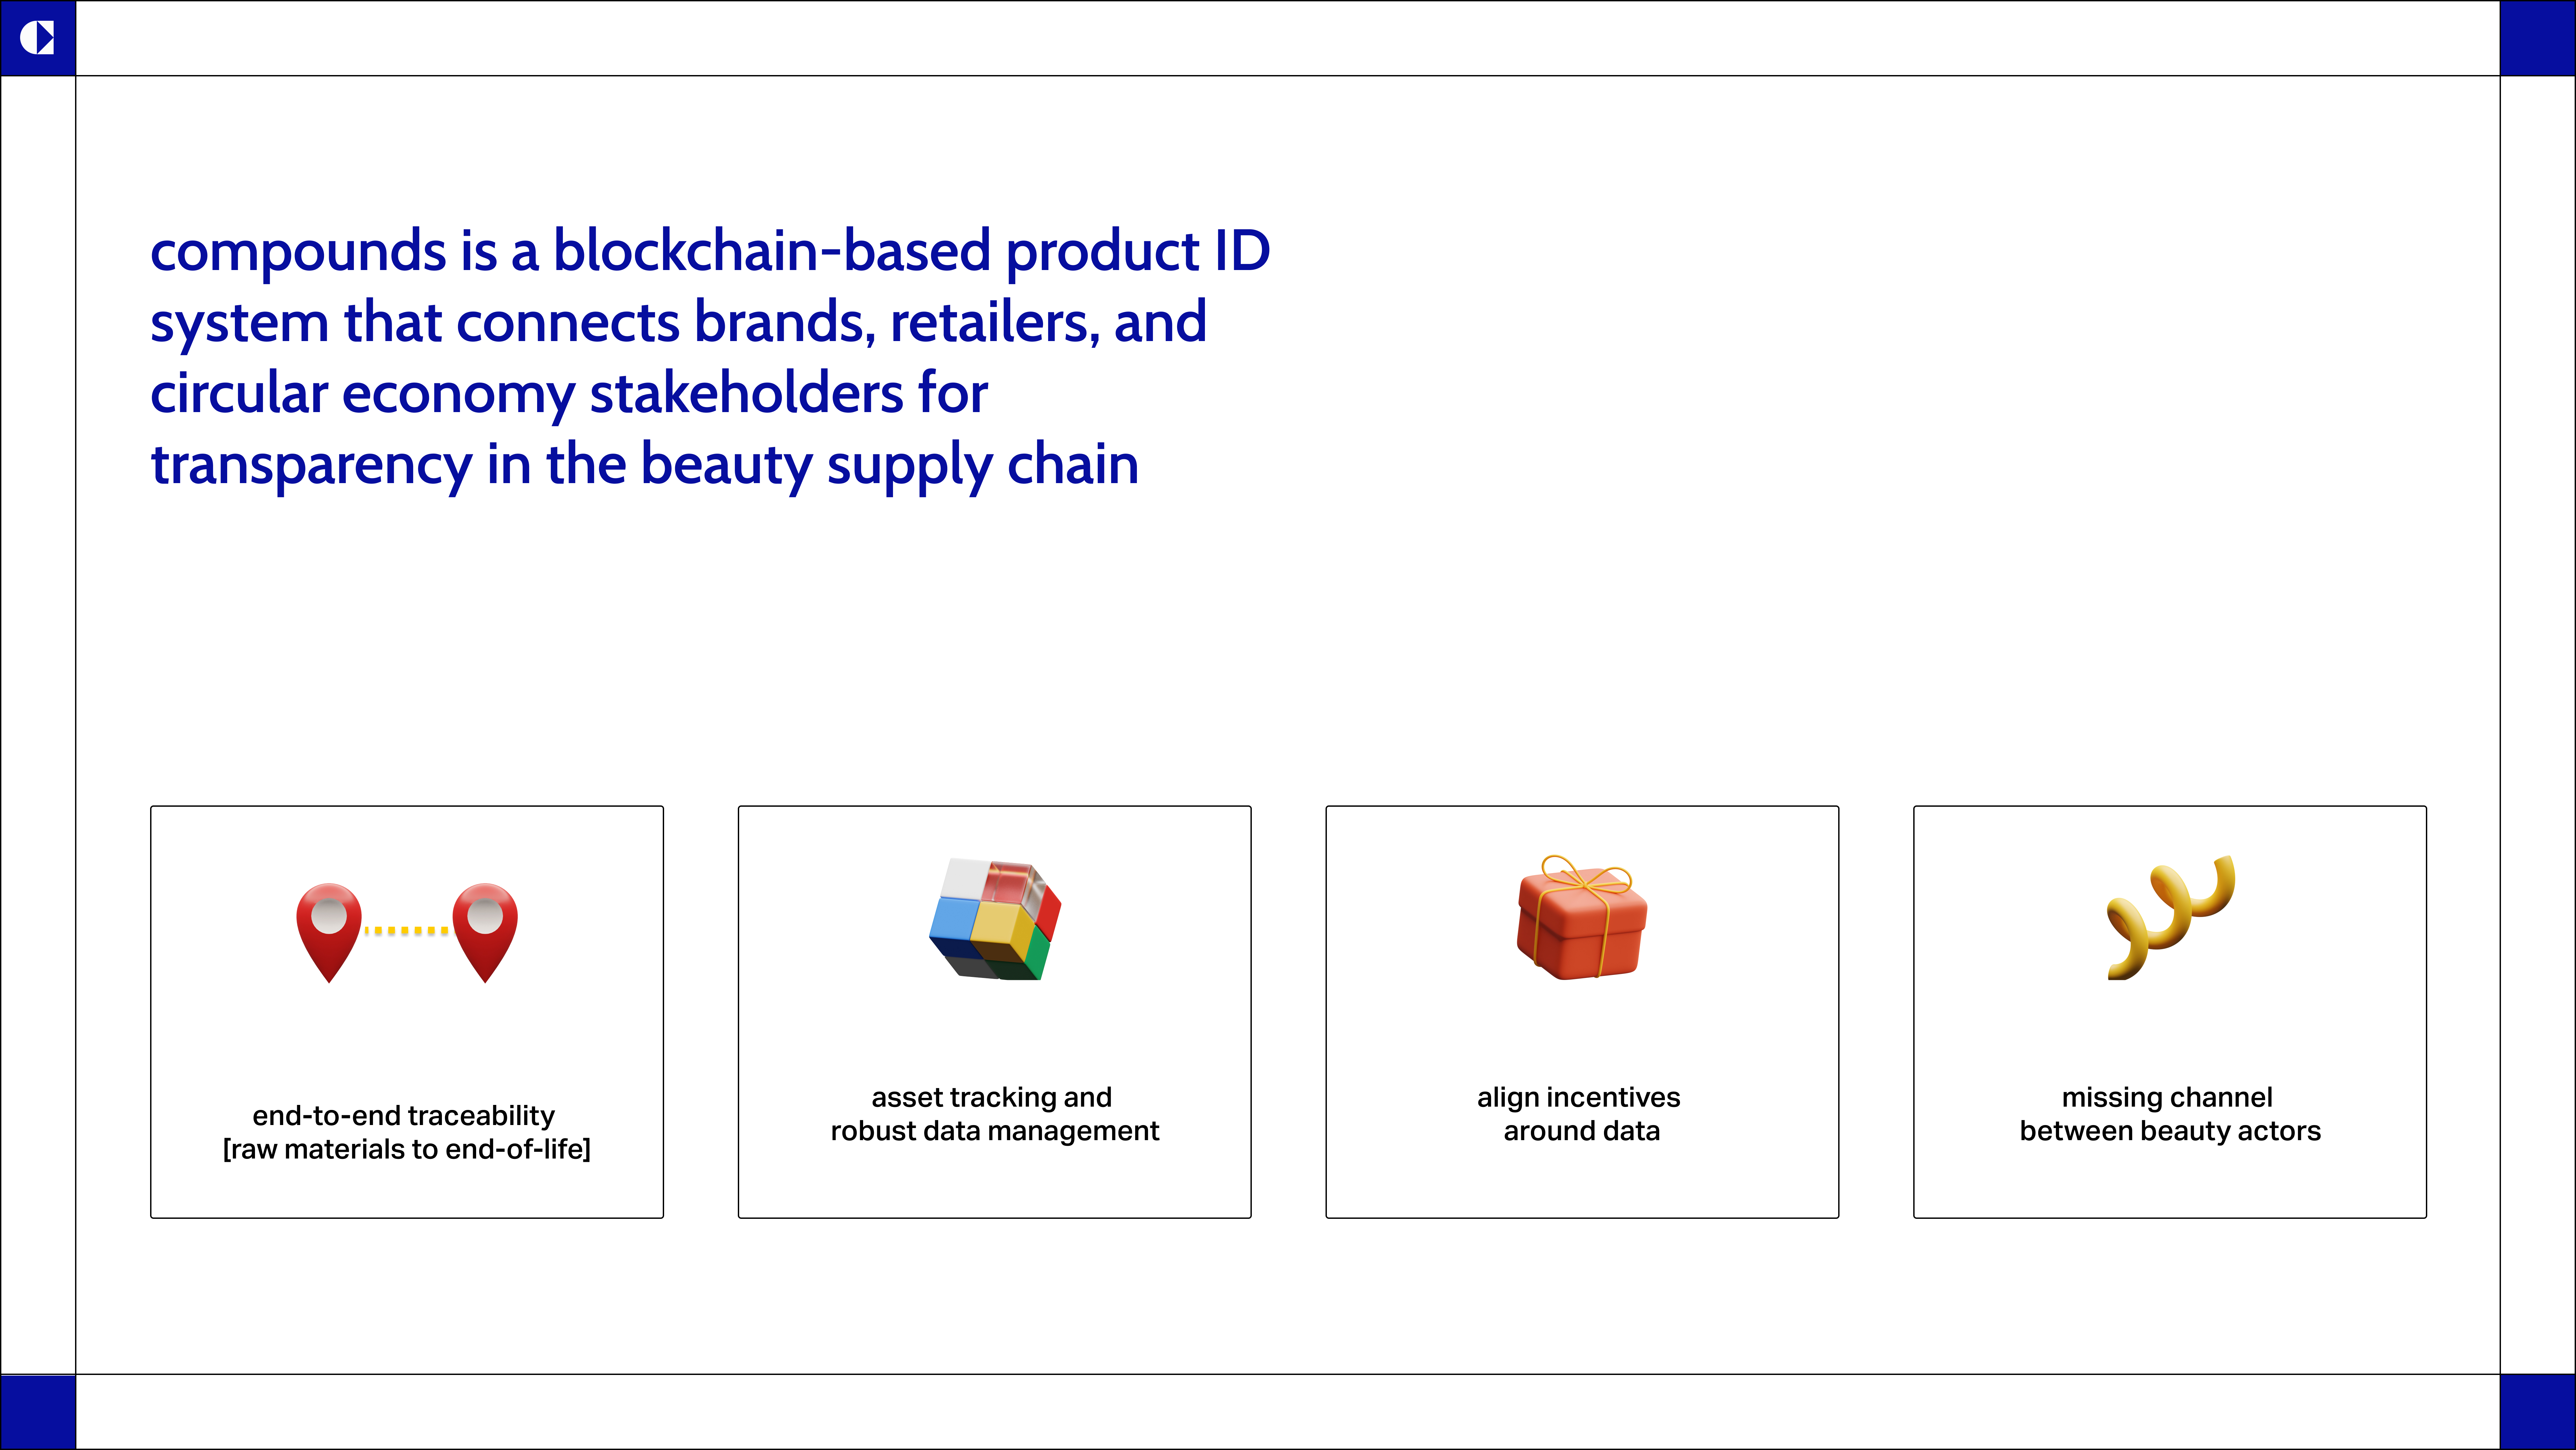 compounds is a blockchain-based product ID
system that connects brands, retailers, and
circular economy stakeholders for
transparency in the beauty supply chain
end-to-end traceability
[raw materials to end-of-life]
asset tracking and
robust data management
align incentives
around data
missing channel
between beauty actors